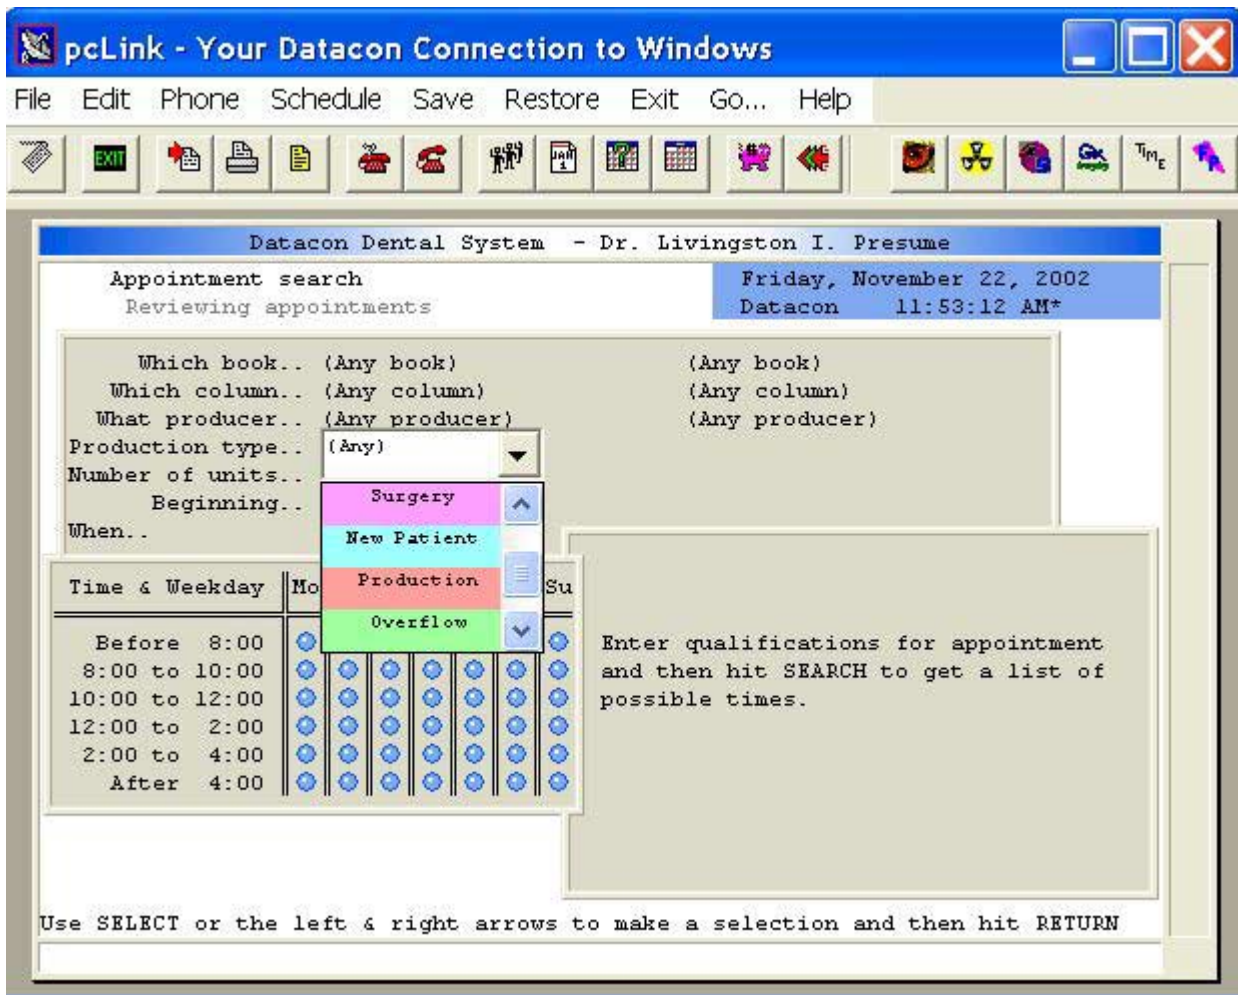 pcLink - Your Datacon Connection to Windows
File Edit Phone Schedule Save Restore Exit Go... Help
EXIT JAN 1 TIME
Datacon Dental System - Dr. Livingston I. Presume
Appointment search Friday, November 22, 2002
Reviewing appointments Datacon 11:53:12 AM*
Which book.. (Any book) (Any book)
Which column.. (Any column) (Any column)
What producer.. (Any producer) (Any producer)
Production type.. (Any)
Number of units..
Beginning.. Surgery
When.. New Patient
Time & Weekday Mo Production Su
Overflow
Before 8:00
8:00 to 10:00
10:00 to 12:00
12:00 to 2:00
2:00 to 4:00
After 4:00
Enter qualifications for appointment
and then hit SEARCH to get a list of
possible times.
Use SELECT or the left & right arrows to make a selection and then hit RETURN